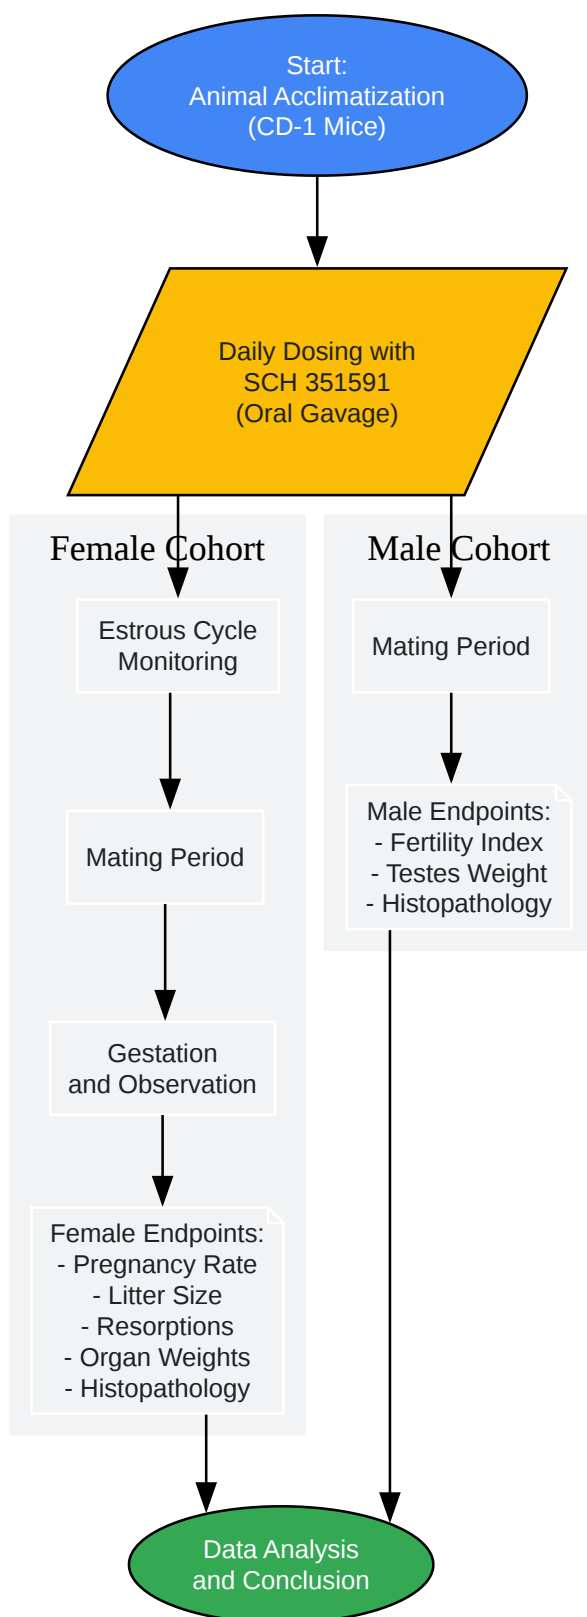 Start:
Animal Acclimatization
(CD-1 Mice)
Daily Dosing with
SCH 351591
(Oral Gavage)
Female Cohort
Estrous Cycle
Monitoring
Mating Period
Gestation
and Observation
Female Endpoints:
- Pregnancy Rate
- Litter Size
- Resorptions
- Organ Weights
- Histopathology
Male Cohort
Mating Period
Male Endpoints:
- Fertility Index
- Testes Weight
- Histopathology
Data Analysis
and Conclusion